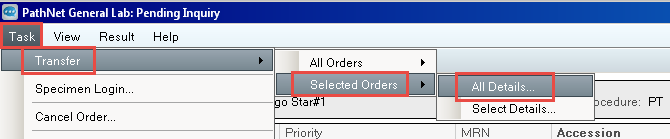 PathNet General Lab: Pending Inquiry
Task View Result Help
Transfer
Specimen Login...
Cancel Order...
All Orders
Selected Orders
All Details...
Select Details...
go Star#1
ocedure: PT
Priority MRN Accession